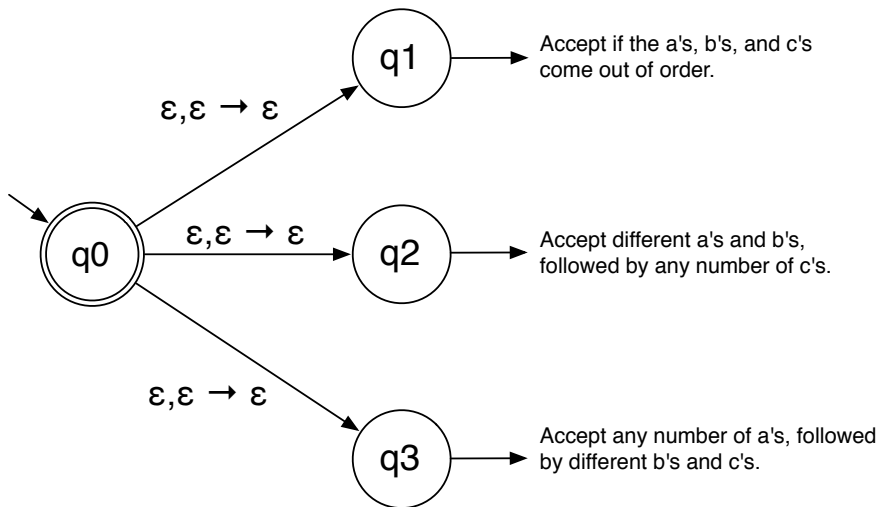 q1
Accept if the a's, b's, and c's
come out of order.
ε,ε → ε
q0
ε,ε → ε
q2
Accept different a's and b's,
followed by any number of c's.
ε,ε → ε
q3
Accept any number of a's, followed
by different b's and c's.